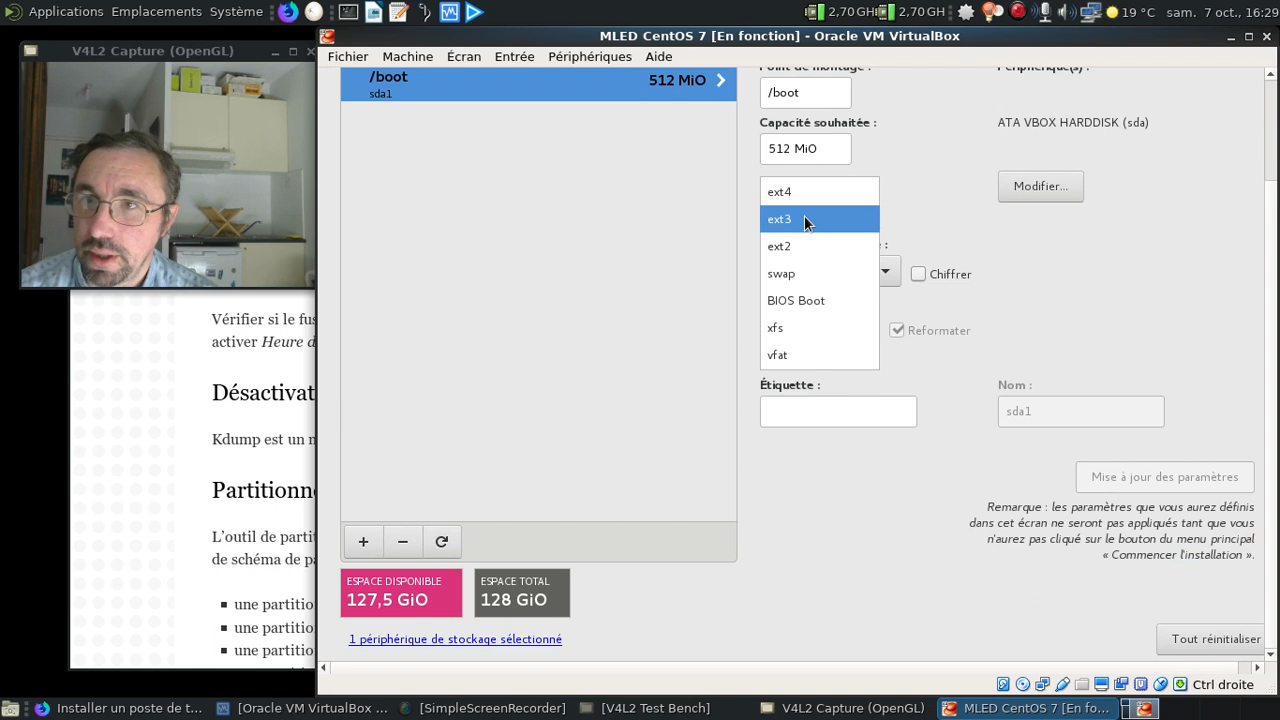 Applications Emplacements Système
2,70 GH 2,70 GH
19 °C sam. 7 oct., 16:29
V4L2 Capture (OpenGL)
MLED CentOS 7 [En fonction] - Oracle VM VirtualBox
Fichier Machine Écran Entrée Périphériques Aide
/boot
sda1
512 MiO
Point de montage :
/boot
Périphérique(s) :
Capacité souhaitée :
512 MiO
ATA VBOX HARDDISK (sda)
Modifier...
ext4
ext3
ext2
swap
BIOS Boot
xfs
vfat
Chiffrer
Reformater
Étiquette :
Nom :
sda1
Mise à jour des paramètres
Remarque : les paramètres que vous aurez définis
dans cet écran ne seront pas appliqués tant que vous
n'aurez pas cliqué sur le bouton du menu principal
« Commencer l'installation ».
+ −
ESPACE DISPONIBLE
127,5 GiO
ESPACE TOTAL
128 GiO
1 périphérique de stockage sélectionné
Tout réinitialiser
Ctrl droite
Vérifier si le fus
activer Heure d
Désactivat
Kdump est un m
Partitionn
L'outil de parti
de schéma de pa
une partitio
une partitio
une partitio
Installer un poste de t...
[Oracle VM VirtualBox ...
[SimpleScreenRecorder]
[V4L2 Test Bench]
V4L2 Capture (OpenGL)
MLED CentOS 7 [En fo...